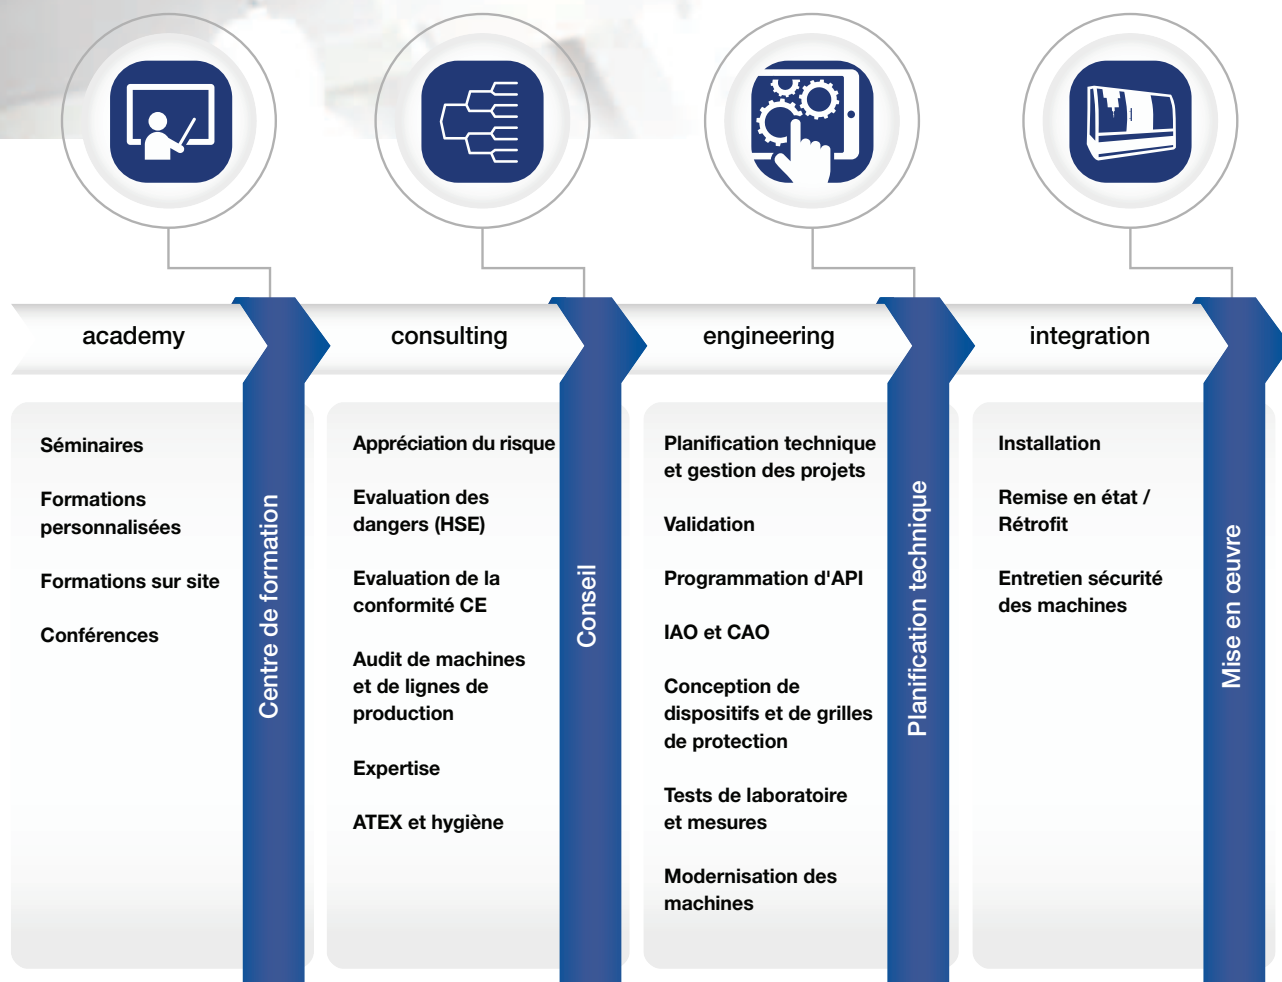 academy
Séminaires
Formations
personnalisées
Formations sur site
Conférences
Centre de formation
consulting
Appréciation du risque
Evaluation des
dangers (HSE)
Evaluation de la
conformité CE
Audit de machines
et de lignes de
production
Expertise
ATEX et hygiène
Conseil
engineering
Planification technique
et gestion des projets
Validation
Programmation d'API
IAO et CAO
Conception de
dispositifs et de grilles
de protection
Tests de laboratoire
et mesures
Modernisation des
machines
Planification technique
integration
Installation
Remise en état /
Rétrofit
Entretien sécurité
des machines
Mise en œuvre